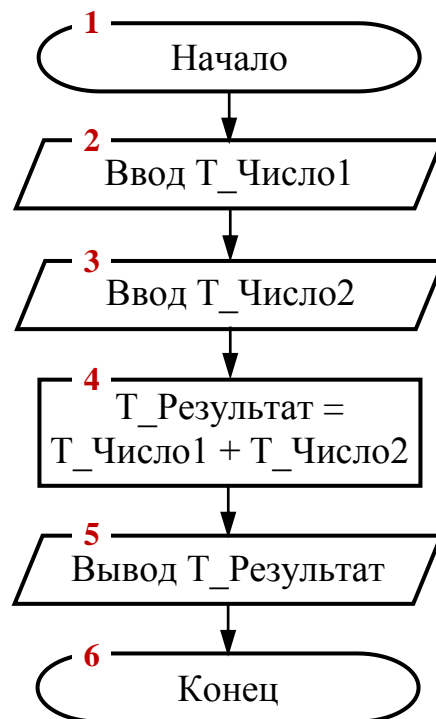 1
Начало
2
Ввод Т_Число1
3
Ввод Т_Число2
4
Т_Результат =
Т_Число1 + Т_Число2
5
Вывод Т_Результат
6
Конец